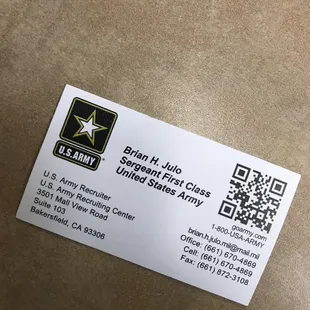 U.S.ARMY
Brian H. Julo
Sergeant First Class
United States Army
U.S. Army Recruiter
U.S. Army Recruiting Center
3501 Mall View Road
Suite 103
Bakersfield, CA 93306
goarmy.com
1-800-USA-ARMY
brian.h.julo.mil@mail.mil
Office: (661) 670-4869
Cell: (661) 670-4869
Fax: (661) 872-3108